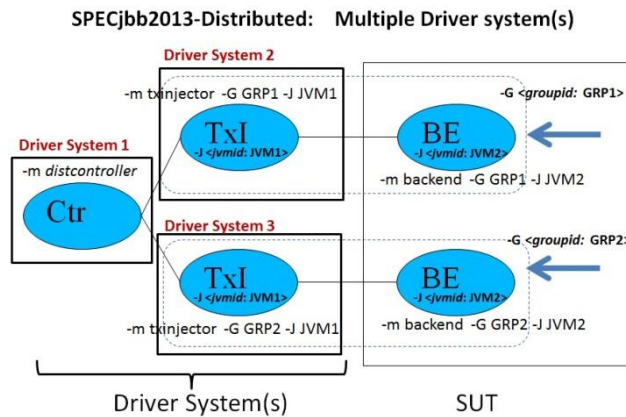 SPECjbb2013-Distributed: Multiple Driver system(s)
Driver System 2
-m txinjector -G GRP1 -J JVM1
-G <groupid: GRP1>
TxI
-J <jvmid: JVM1>
BE
-J <jvmid: JVM2>
Driver System 1
-m distcontroller
-m backend -G GRP1 -J JVM2
Ctr
Driver System 3
-G <groupid: GRP2>
TxI
-J <jvmid: JVM1>
BE
-J <jvmid: JVM2>
-m txinjector -G GRP2 -J JVM1
-m backend -G GRP2 -J JVM2
Driver System(s)
SUT